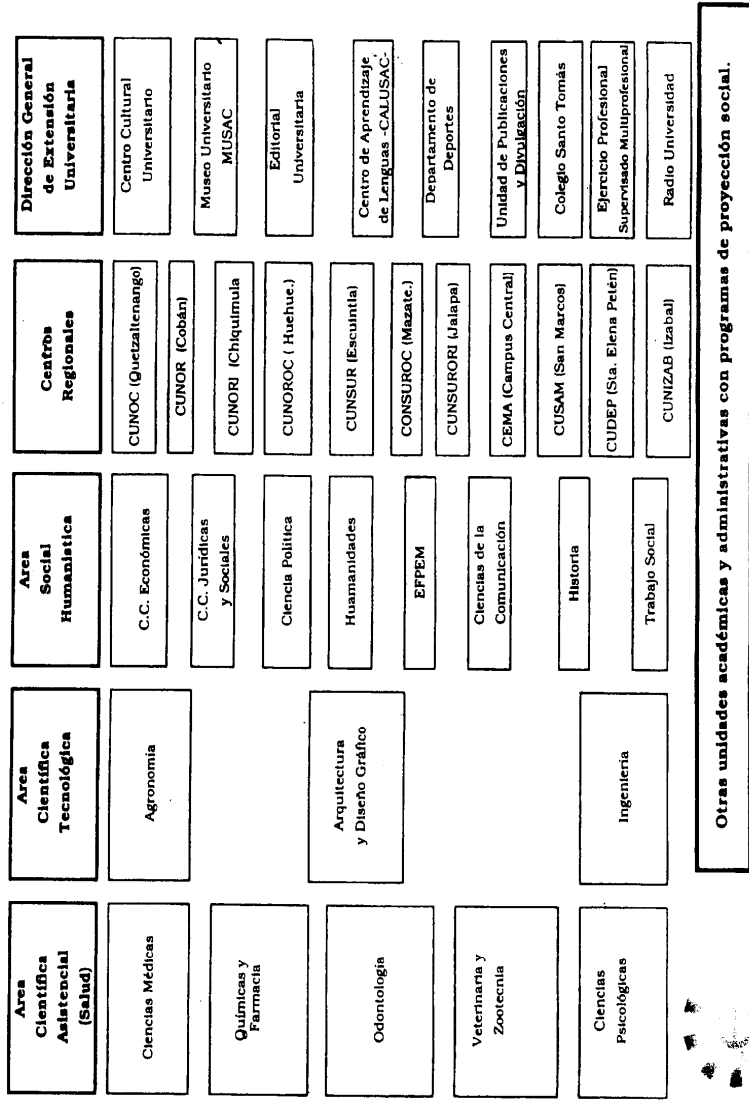 Area
Científica
Asistencial
(Salud)
Ciencias Médicas
Químicas y
Farmacia
Odontología
Veterinaria y
Zootecnia
Ciencias
Psicológicas
Area
Científica
Tecnológica
Agronomía
Arquitectura
y Diseño Gráfico
Ingeniería
Area
Social
Humanistica
C.C. Económicas
C.C. Jurídicas
y Sociales
Ciencia Política
Huamanidades
EFPEM
Ciencias de la
Comunicación
Historia
Trabajo Social
Centros
Regionales
CUNOC (Quetzaltenango)
CUNOR (Cobán)
CUNORI (Chiquimula
CUNOROC ( Huehue.)
CUNSUR (Escuintla)
CONSUROC (Mazate.)
CUNSURORI (Jalapa)
CEMA (Campus Central)
CUSAM (San Marcos)
CUDEP (Sta. Elena Petén)
CUNIZAB (Izabal)
Dirección General
de Extensión
Universitaria
Centro Cultural
Universitario
Museo Universitario
MUSAC
Editorial
Universitaria
Centro de Aprendizaje
de Lenguas -CALUSAC-
Departamento de
Deportes
Unidad de Publicaciones
y Divulgación
Colegio Santo Tomás
Ejercicio Profesional
Supervisado Multiprofesional
Radio Universidad
Otras unidades académicas y administrativas con programas de proyección social.